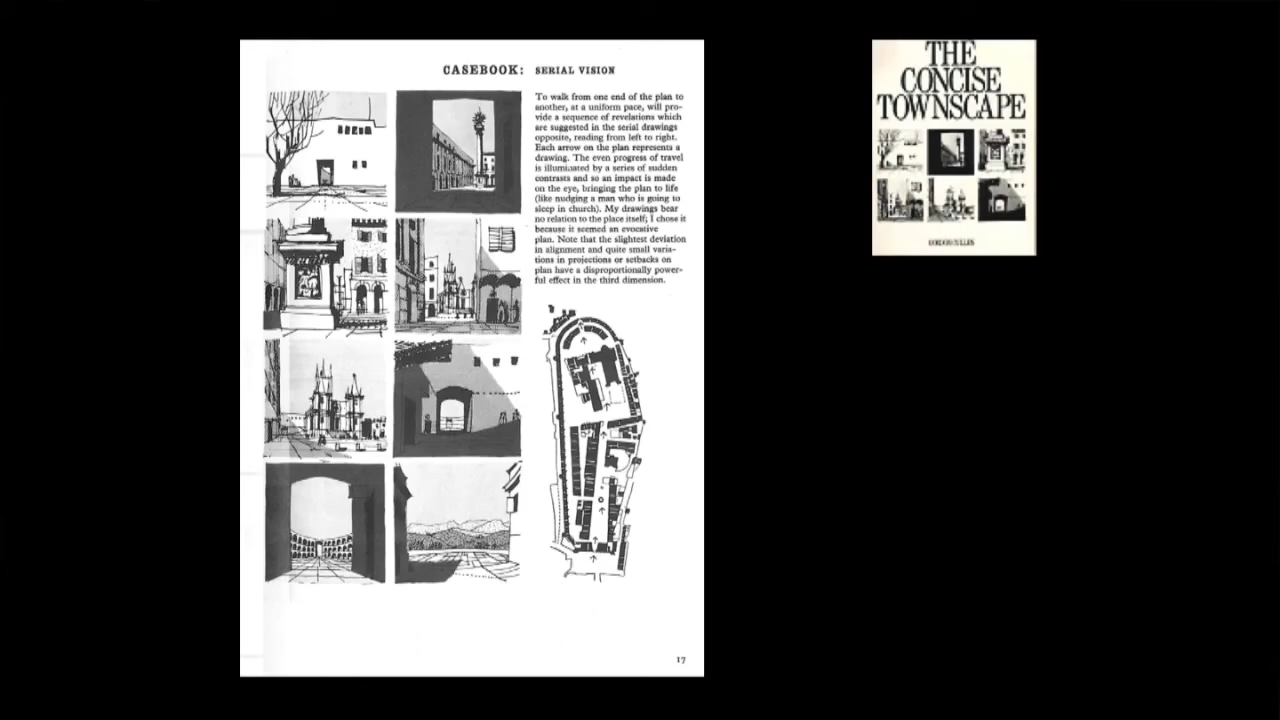 CASEBOOK: SERIAL VISION
To walk from one end of the plan to
another, at a uniform pace, will pro-
vide a sequence of revelations which
are suggested in the serial drawings
opposite, reading from left to right.
Each arrow on the plan represents a
drawing. The even progress of travel
is illuminated by a series of sudden
contrasts and so an impact is made
on the eye, bringing the plan to life
(like nudging a man who is going to
sleep in church). My drawings bear
no relation to the place itself; I chose it
because it seemed an evocative
plan. Note that the slightest deviation
in alignment and quite small varia-
tions in projections or setbacks on
plan have a disproportionally power-
ful effect in the third dimension.
17
THE
CONCISE
TOWNSCAPE
GORDON CULLEN